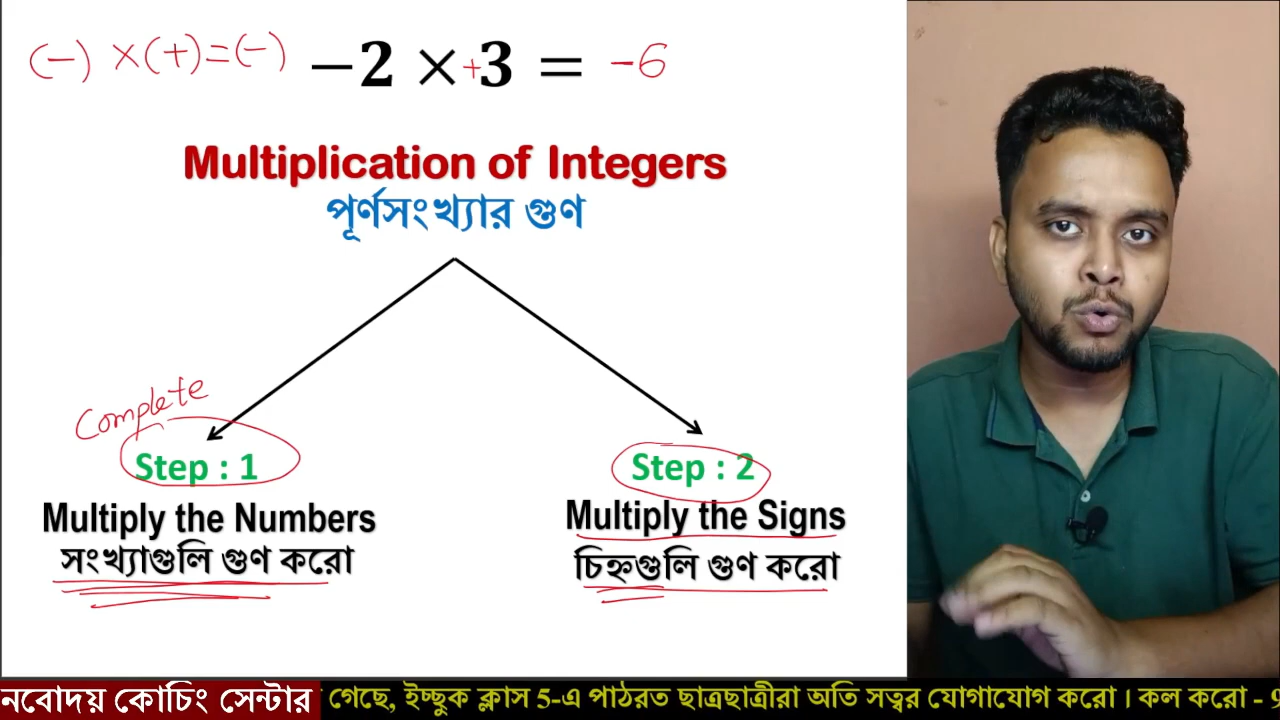 (-) × (+) = (-) −2 × +3 = -6
Multiplication of Integers
পূর্ণসংখ্যার গুণ
Complete
Step : 1
Multiply the Numbers
সংখ্যাগুলি গুণ করো
Step : 2
Multiply the Signs
চিহ্নগুলি গুণ করো
নবোদয় কোচিং সেন্টার গেছে, ইচ্ছুক ক্লাস 5-এ পাঠরত ছাত্রছাত্রীরা অতি সত্বর যোগাযোগ করো। কল করো -